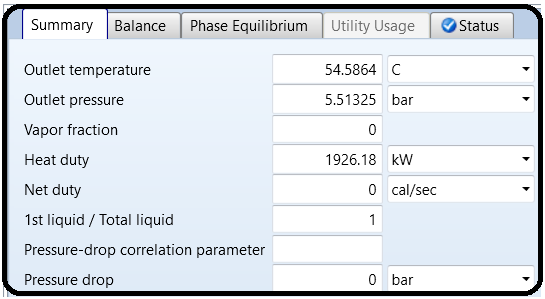 Summary Balance Phase Equilibrium Utility Usage Status
Outlet temperature 54.5864 C
Outlet pressure 5.51325 bar
Vapor fraction 0
Heat duty 1926.18 kW
Net duty 0 cal/sec
1st liquid / Total liquid 1
Pressure-drop correlation parameter
Pressure drop 0 bar